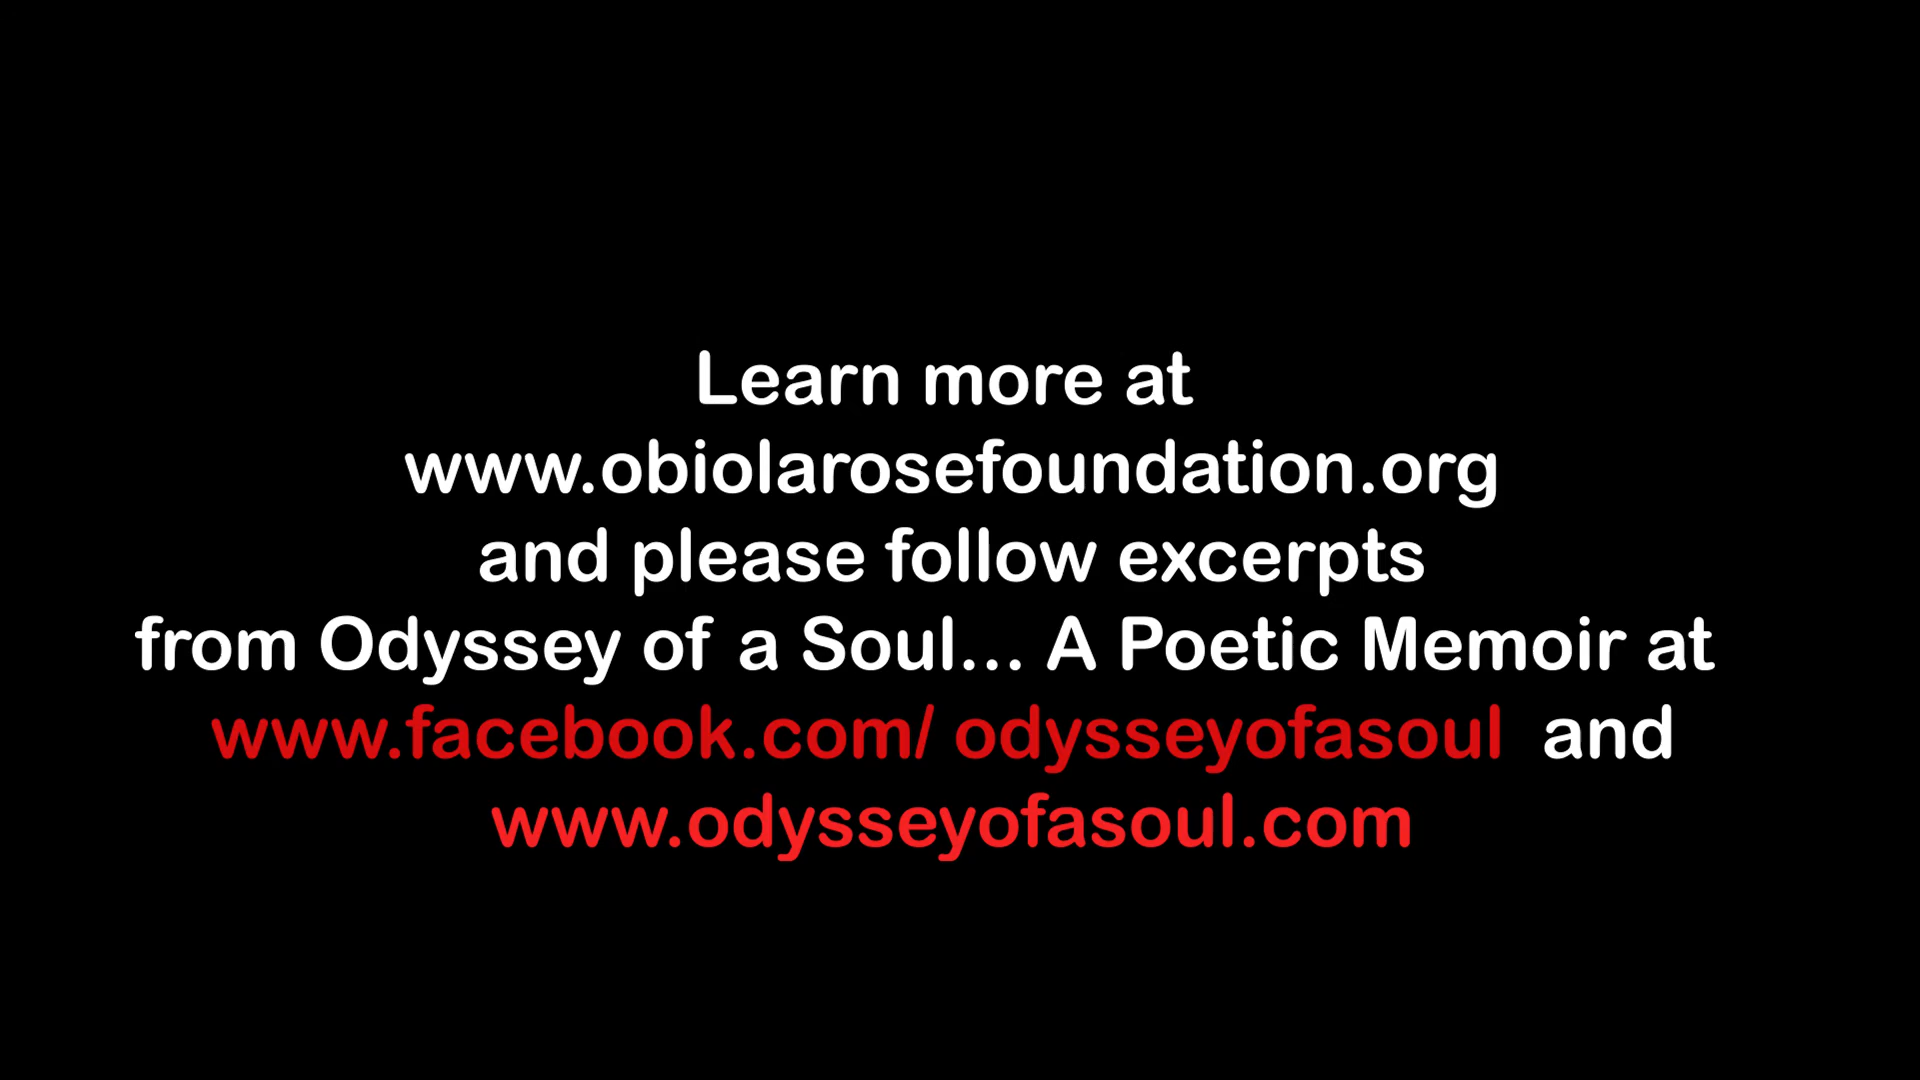 Learn more at
www.obiolarosefoundation.org
and please follow excerpts
from Odyssey of a Soul... A Poetic Memoir at
www.facebook.com/ odysseyofasoul and
www.odysseyofasoul.com